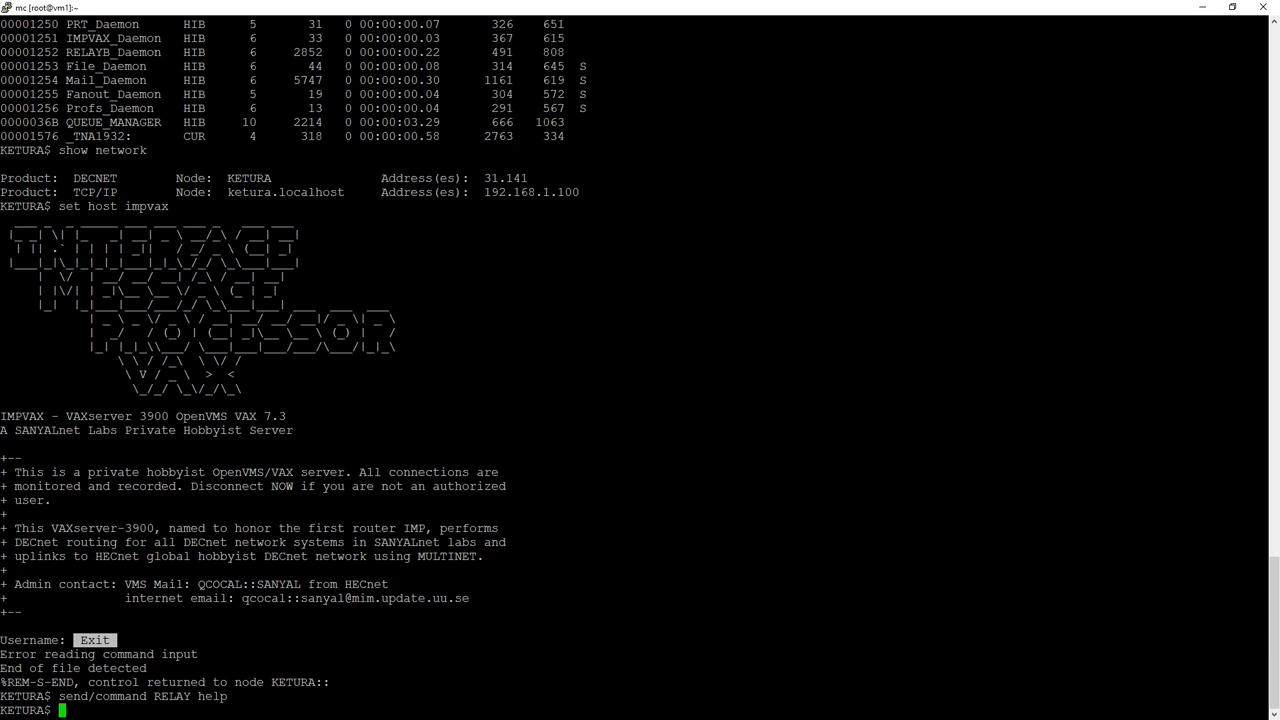 mc [root@vm1]:~
00001250 PRT_Daemon HIB 5 31 0 00:00:00.07 326 651
00001251 IMPVAX_Daemon HIB 6 33 0 00:00:00.03 367 615
00001252 RELAYB_Daemon HIB 6 2852 0 00:00:00.22 491 808
00001253 File_Daemon HIB 6 44 0 00:00:00.08 314 645 S
00001254 Mail_Daemon HIB 6 5747 0 00:00:00.30 1161 619 S
00001255 Fanout_Daemon HIB 5 19 0 00:00:00.04 304 572 S
00001256 Profs_Daemon HIB 6 13 0 00:00:00.04 291 567 S
0000036B QUEUE_MANAGER HIB 10 2214 0 00:00:03.29 666 1063
00001576 _TNA1932: CUR 4 318 0 00:00:00.58 2763 334
KETURA$ show network
Product: DECNET Node: KETURA Address(es): 31.141
Product: TCP/IP Node: ketura.localhost Address(es): 192.168.1.100
KETURA$ set host impvax
INTERFACE
MESSAGE
PROCESSOR
VAX
IMPVAX - VAXserver 3900 OpenVMS VAX 7.3
A SANYALnet Labs Private Hobbyist Server
+--
+ This is a private hobbyist OpenVMS/VAX server. All connections are
+ monitored and recorded. Disconnect NOW if you are not an authorized
+ user.
+
+ This VAXserver-3900, named to honor the first router IMP, performs
+ DECnet routing for all DECnet network systems in SANYALnet labs and
+ uplinks to HECnet global hobbyist DECnet network using MULTINET.
+
+ Admin contact: VMS Mail: QCOCAL::SANYAL from HECnet
+ internet email: qcocal::sanyal@mim.update.uu.se
+--
Username: Exit
Error reading command input
End of file detected
%REM-S-END, control returned to node KETURA::
KETURA$ send/command RELAY help
KETURA$